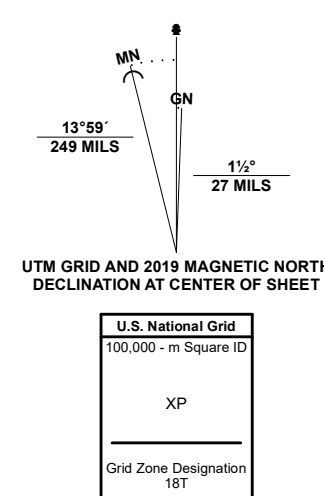 MN
GN
13°59´
249 MILS
1½°
27 MILS
UTM GRID AND 2019 MAGNETIC NORTH
DECLINATION AT CENTER OF SHEET
U.S. National Grid
100,000 - m Square ID
XP
Grid Zone Designation
18T